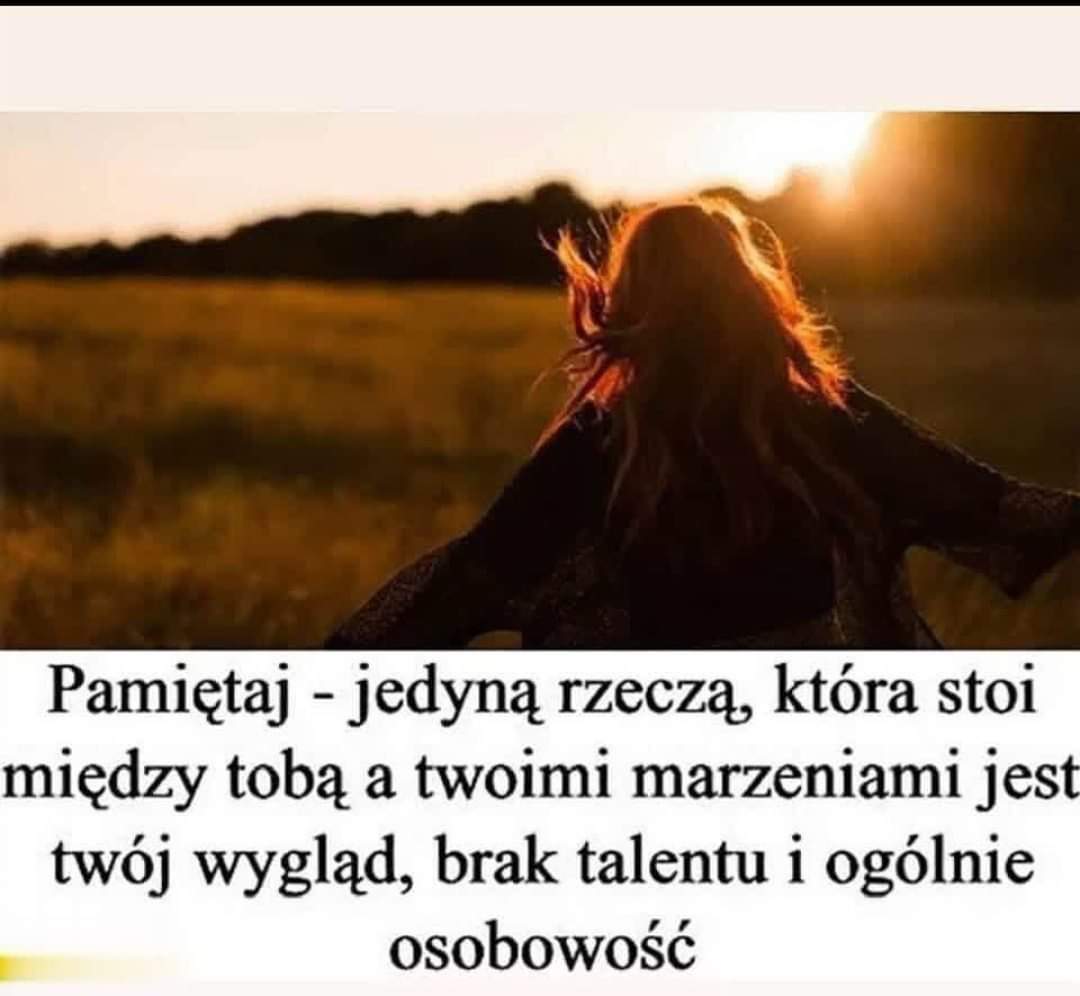 Pamiętaj - jedyną rzeczą, która stoi
między tobą a twoimi marzeniami jest
twój wygląd, brak talentu i ogólnie
osobowość